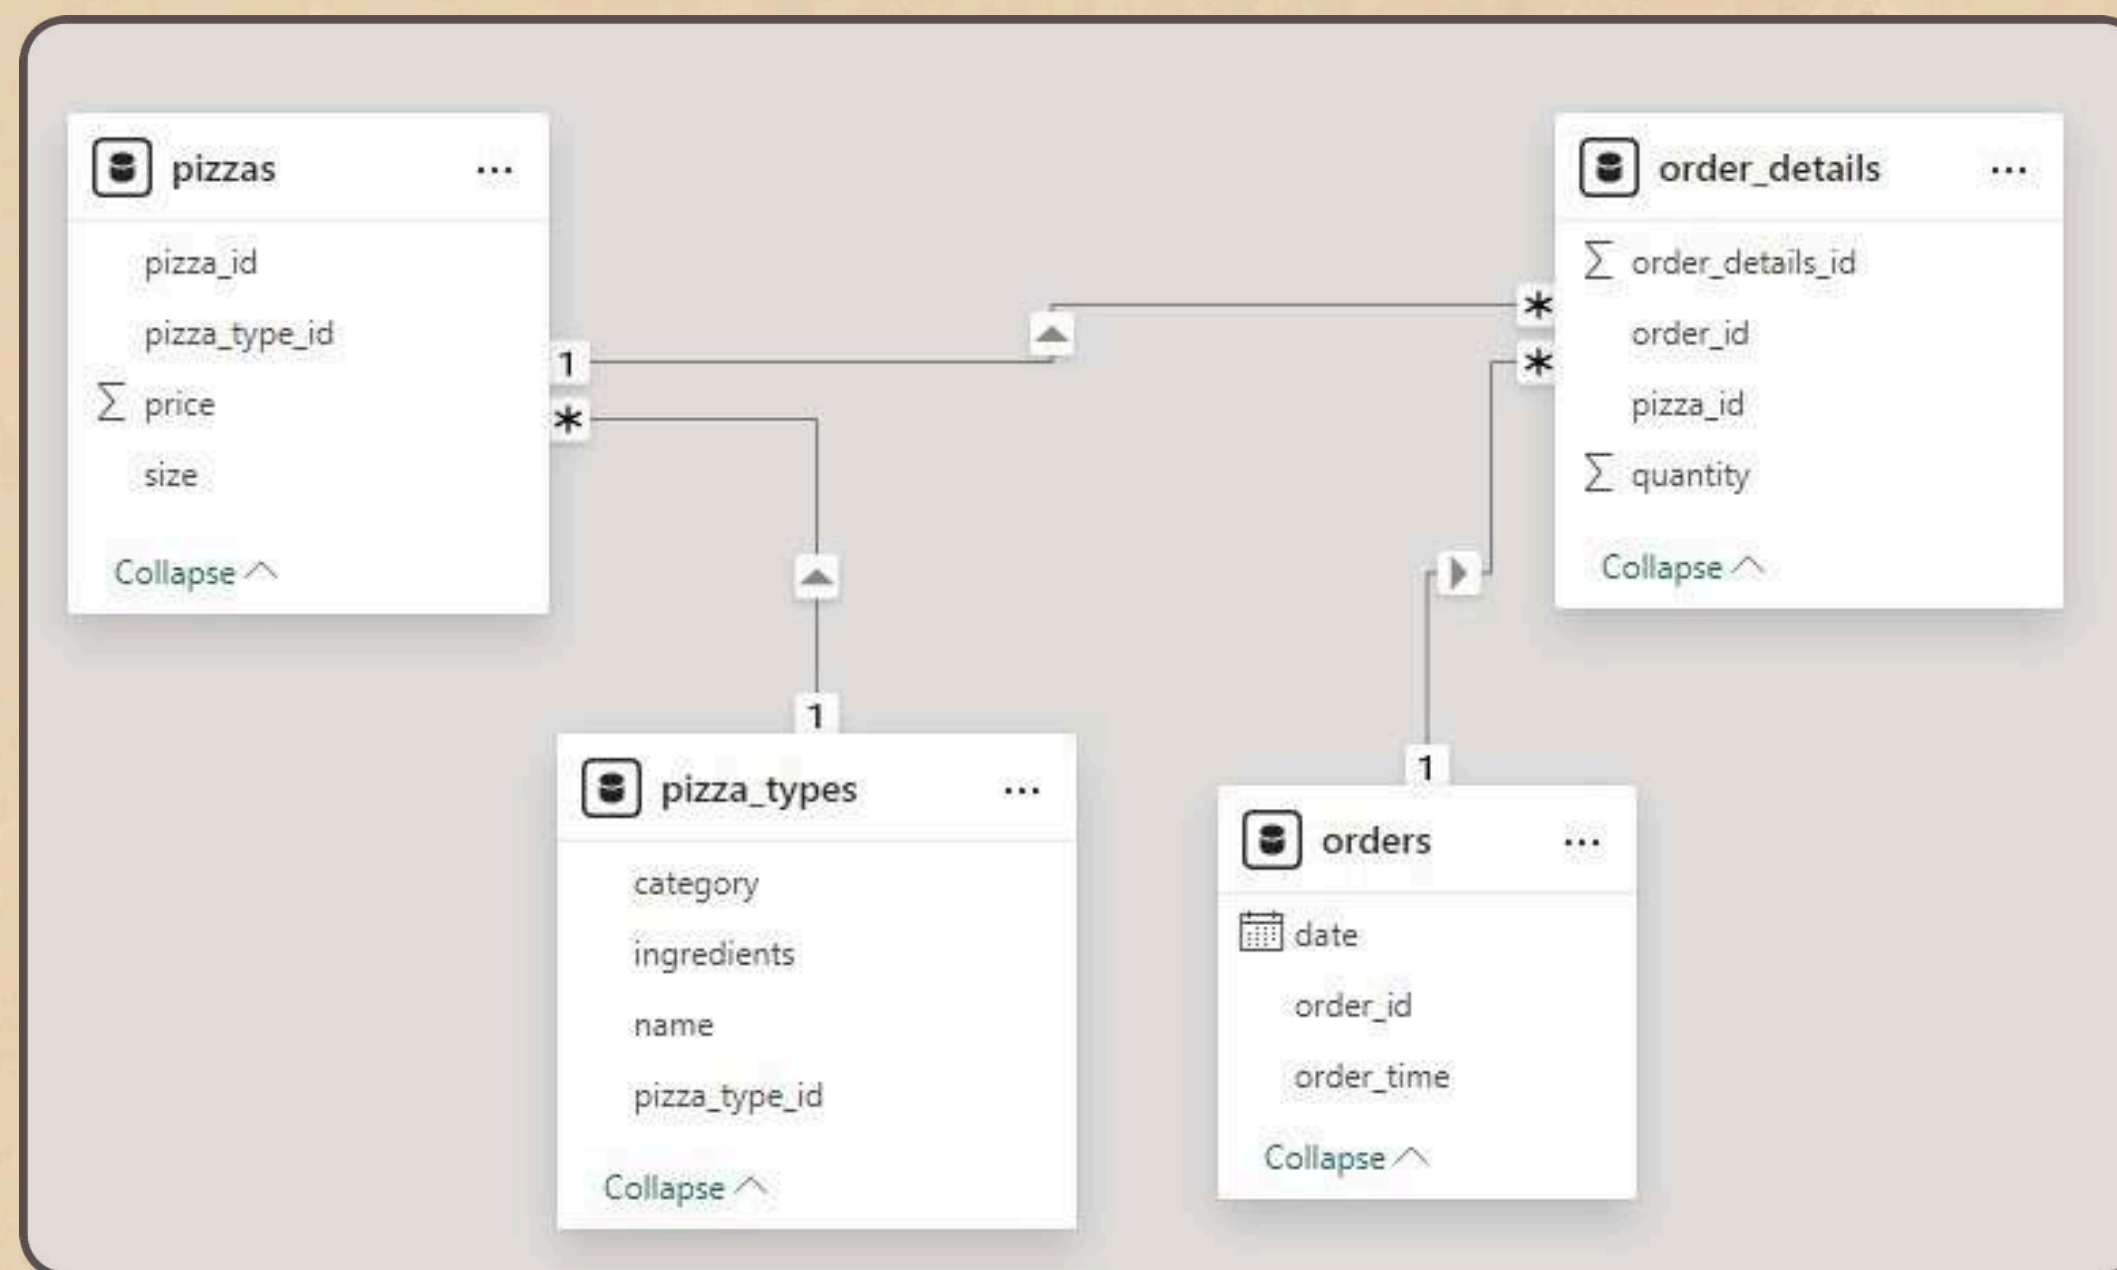 pizzas ...
pizza_id
pizza_type_id
∑ price
size
Collapse
1
*
order_details ...
∑ order_details_id
order_id
pizza_id
∑ quantity
Collapse
*
*
1
pizza_types ...
category
ingredients
name
pizza_type_id
Collapse
1
orders ...
date
order_id
order_time
Collapse